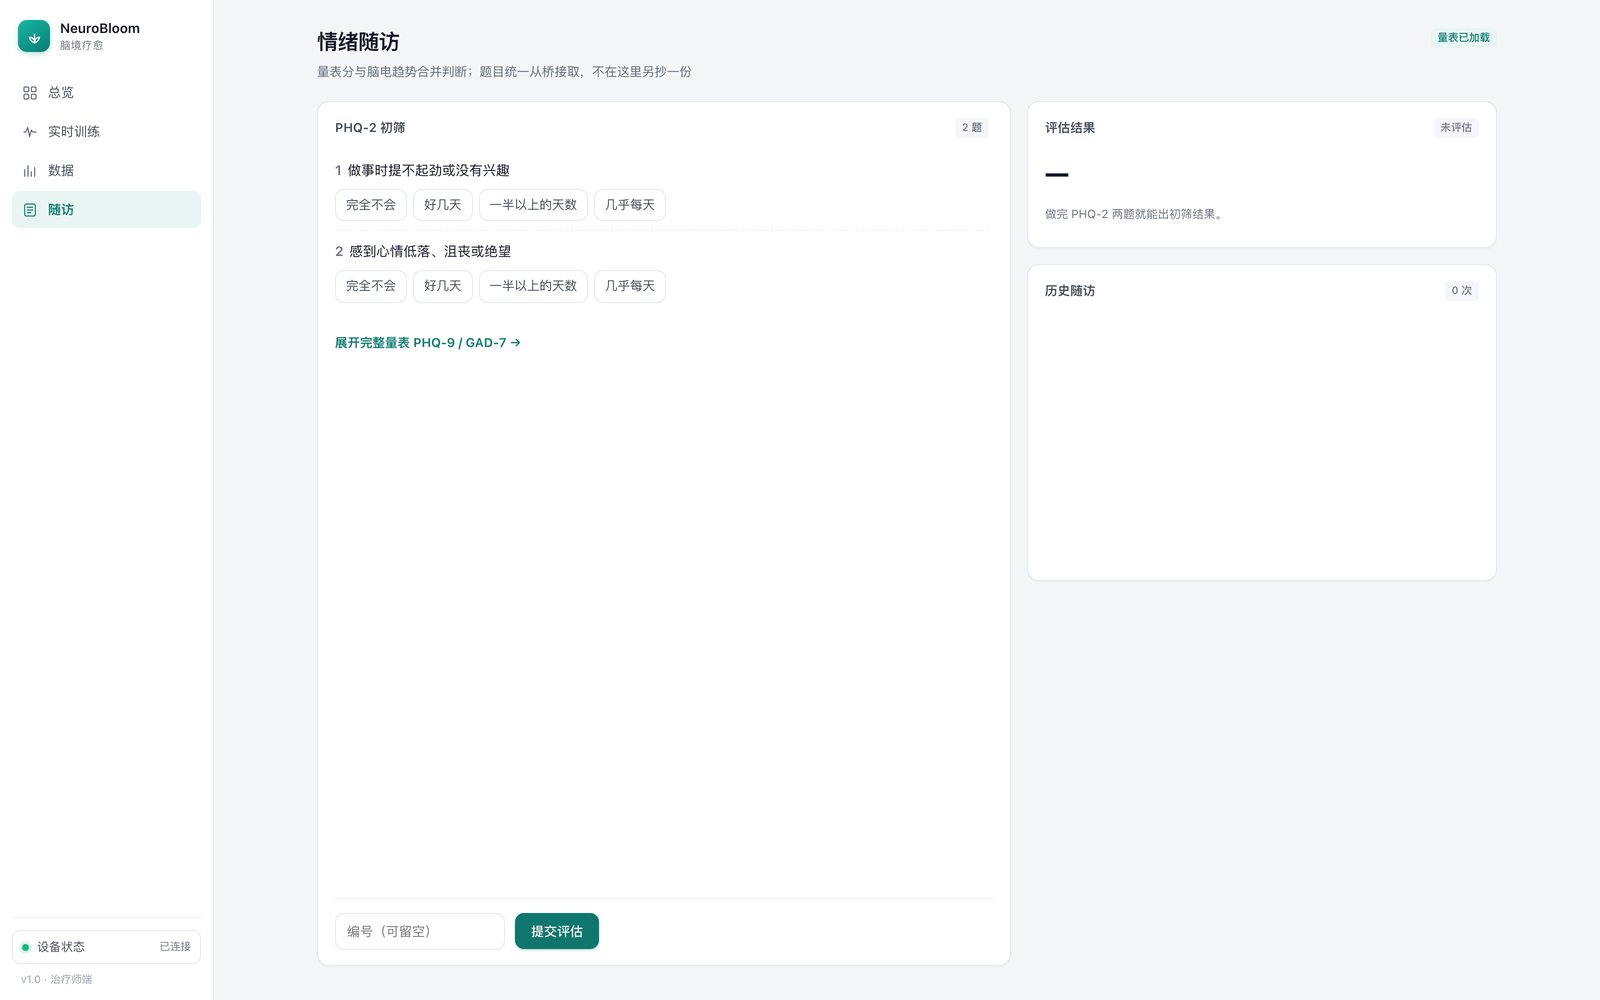 NeuroBloom
脑境疗愈
总览
实时训练
数据
随访
设备状态 已连接
v1.0 · 治疗师端
情绪随访
量表分与脑电趋势合并判断；题目统一从桥接取，不在这里另抄一份
量表已加载
PHQ-2 初筛 2 题
1 做事时提不起劲或没有兴趣
完全不会 好几天 一半以上的天数 几乎每天
2 感到心情低落、沮丧或绝望
完全不会 好几天 一半以上的天数 几乎每天
展开完整量表 PHQ-9 / GAD-7 →
编号（可留空） 提交评估
评估结果 未评估
—
做完 PHQ-2 两题就能出初筛结果。
历史随访 0 次